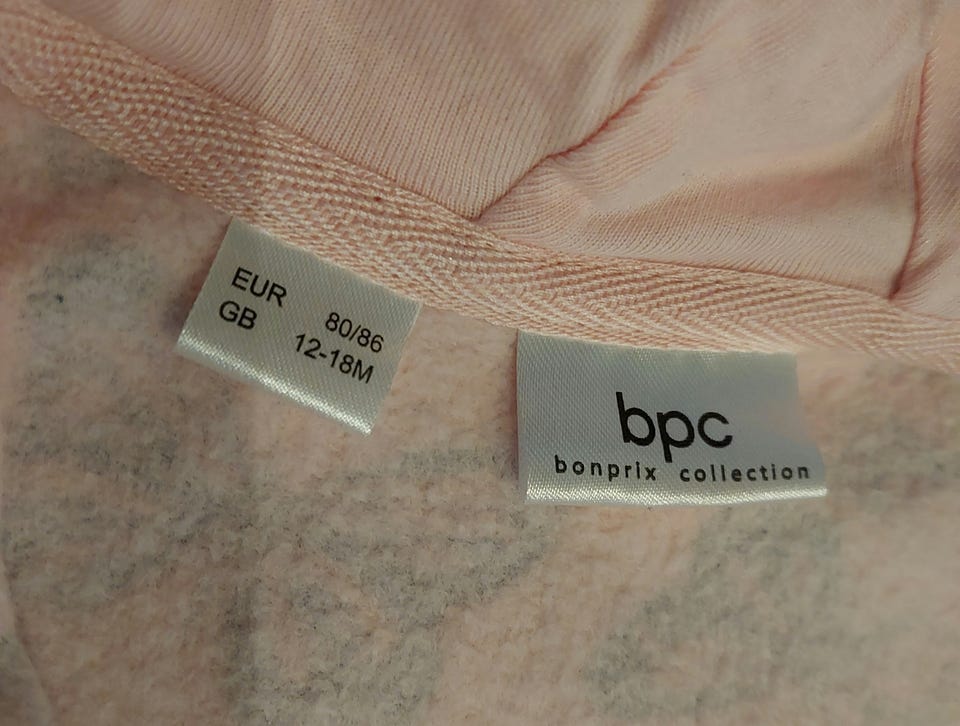 EUR 80/86
GB 12-18M
bpc
bonprix collection